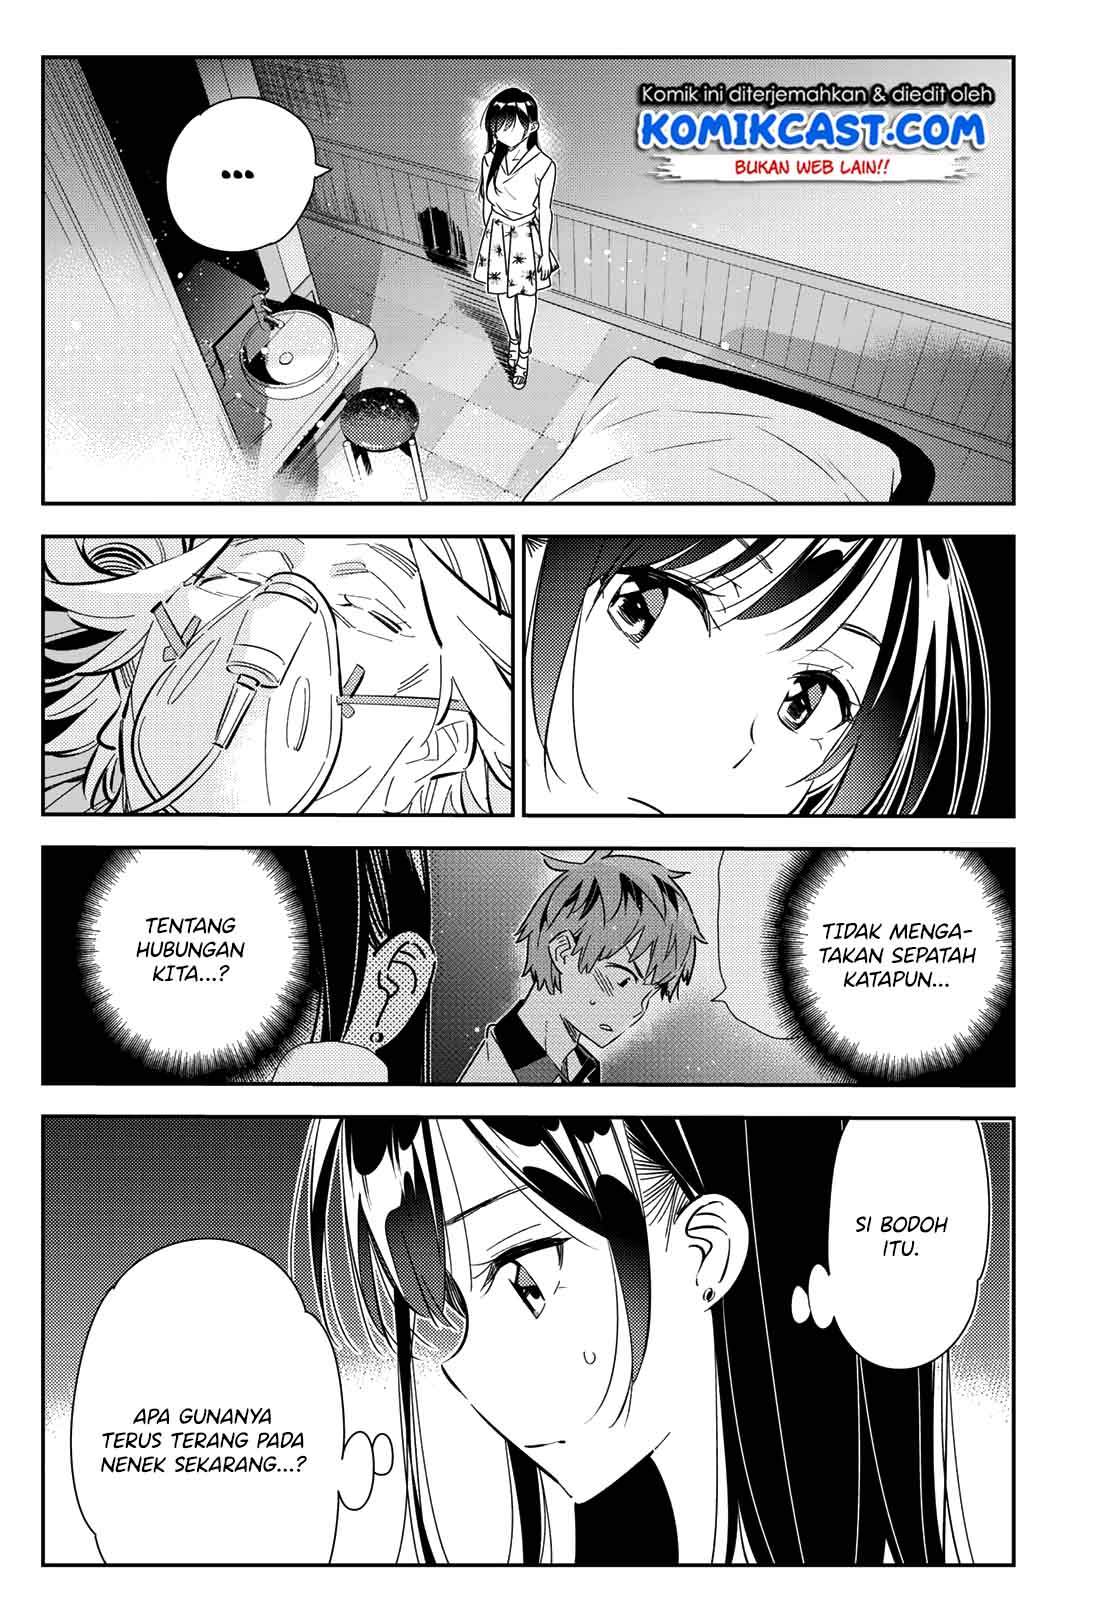 Komik ini diterjemahkan & diedit oleh
KOMIKCAST.COM
BUKAN WEB LAIN!!
...
TIDAK MENGA-
TAKAN SEPATAH
KATAPUN...
TENTANG
HUBUNGAN
KITA...?
SI BODOH
ITU.
APA GUNANYA
TERUS TERANG PADA
NENEK SEKARANG...?